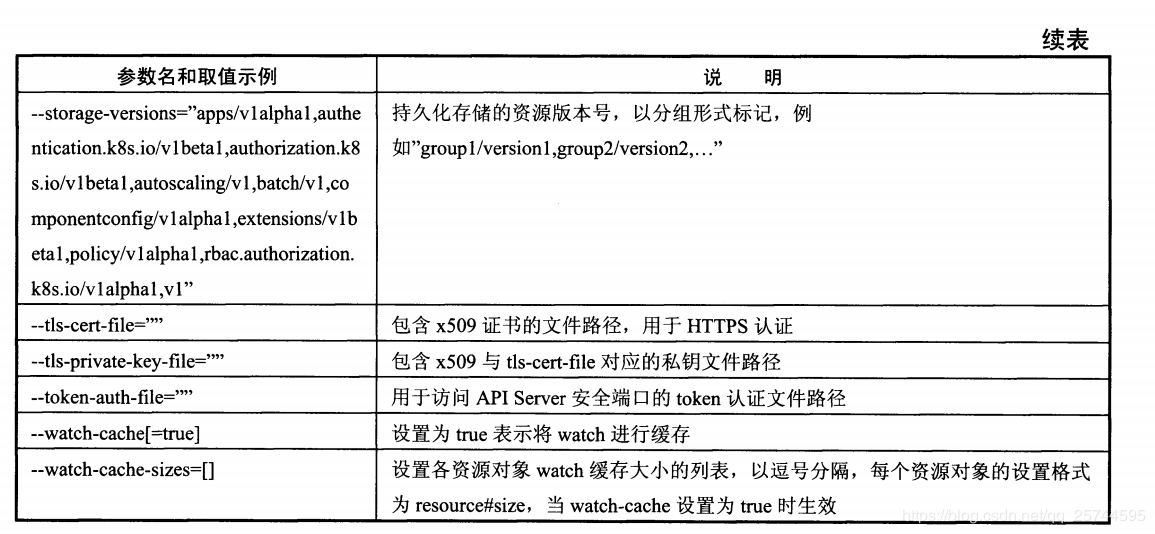 续表
参数名和取值示例
说 明
--storage-versions=”apps/v1alpha1,authe
ntication.k8s.io/v1beta1,authorization.k8
s.io/v1beta1,autoscaling/v1,batch/v1,co
mponentconfig/v1alpha1,extensions/v1b
eta1,policy/v1alpha1,rbac.authorization.
k8s.io/v1alpha1,v1”
持久化存储的资源版本号，以分组形式标记，例
如”group1/version1,group2/version2,…”
--tls-cert-file=””
包含 x509 证书的文件路径，用于 HTTPS 认证
--tls-private-key-file=””
包含 x509 与 tls-cert-file 对应的私钥文件路径
--token-auth-file=””
用于访问 API Server 安全端口的 token 认证文件路径
--watch-cache[=true]
设置为 true 表示将 watch 进行缓存
--watch-cache-sizes=[]
设置各资源对象 watch 缓存大小的列表，以逗号分隔，每个资源对象的设置格式
为 resource#size，当 watch-cache 设置为 true 时生效
https://blog.csdn.net/qq_25744595